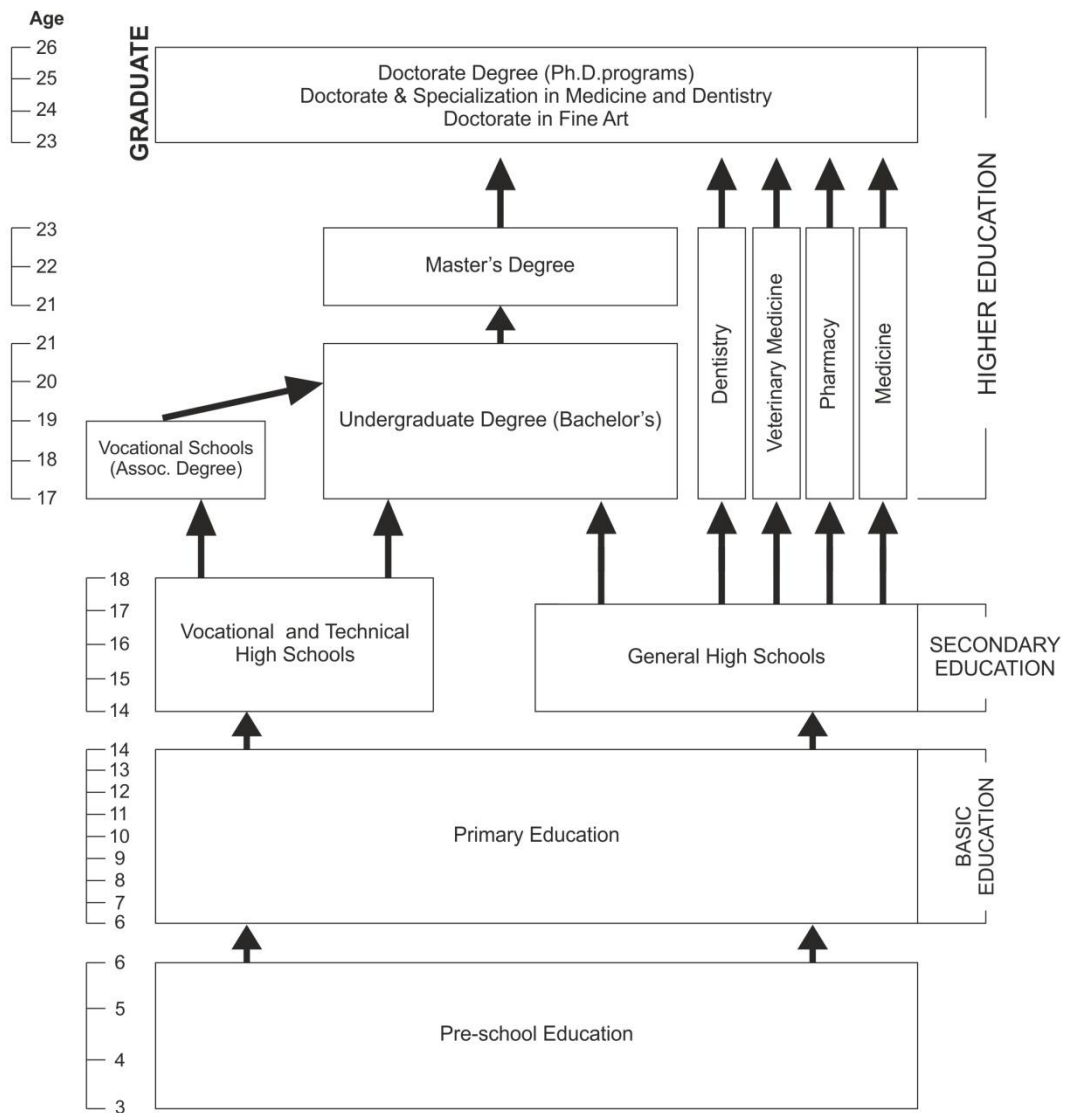 Age
26
25
24
23
GRADUATE
Doctorate Degree (Ph.D.programs)
Doctorate & Specialization in Medicine and Dentistry
Doctorate in Fine Art
HIGHER EDUCATION
23
22
21
Master's Degree
21
20
19
18
17
Undergraduate Degree (Bachelor's)
Vocational Schools
(Assoc. Degree)
Dentistry
Veterinary Medicine
Pharmacy
Medicine
18
17
16
15
14
Vocational and Technical
High Schools
General High Schools
SECONDARY
EDUCATION
14
13
12
11
10
9
8
7
6
Primary Education
BASIC
EDUCATION
6
5
4
3
Pre-school Education